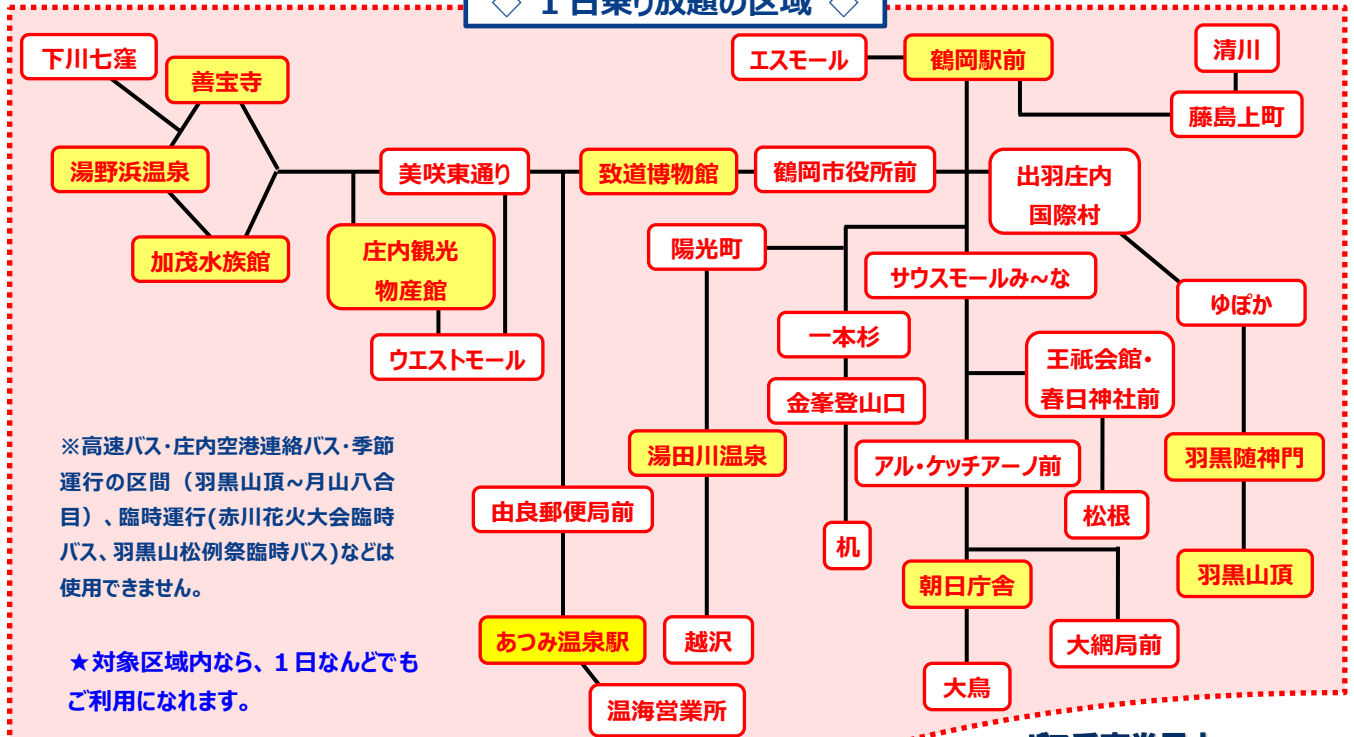 ◇ 1日乗り放題の区域 ◇
下川七窪
善宝寺
エスモール
鶴岡駅前
清川
藤島上町
湯野浜温泉
美咲東通り
致道博物館
鶴岡市役所前
出羽庄内
国際村
加茂水族館
庄内観光
物産館
陽光町
サウスモールみ~な
ゆぽか
ウエストモール
一本杉
王祇会館・
春日神社前
金峯登山口
湯田川温泉
アル・ケッチアーノ前
羽黒随神門
由良郵便局前
松根
机
朝日庁舎
羽黒山頂
あつみ温泉駅
越沢
大網局前
大鳥
温海営業所
※高速バス・庄内空港連絡バス・季節
運行の区間(羽黒山頂~月山八合
目)、臨時運行(赤川花火大会臨時
バス、羽黒山松例祭臨時バス)などは
使用できません。
★対象区域内なら、1日なんどでも
ご利用になれます。